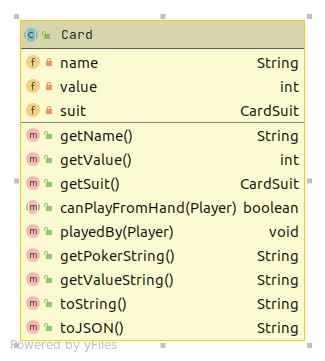 c Card
f name String
f value int
f suit CardSuit
m getName() String
m getValue() int
m getSuit() CardSuit
m canPlayFromHand(Player) boolean
m playedBy(Player) void
m getPokerString() String
m getValueString() String
m toString() String
m toJSON() String
Powered by yFiles